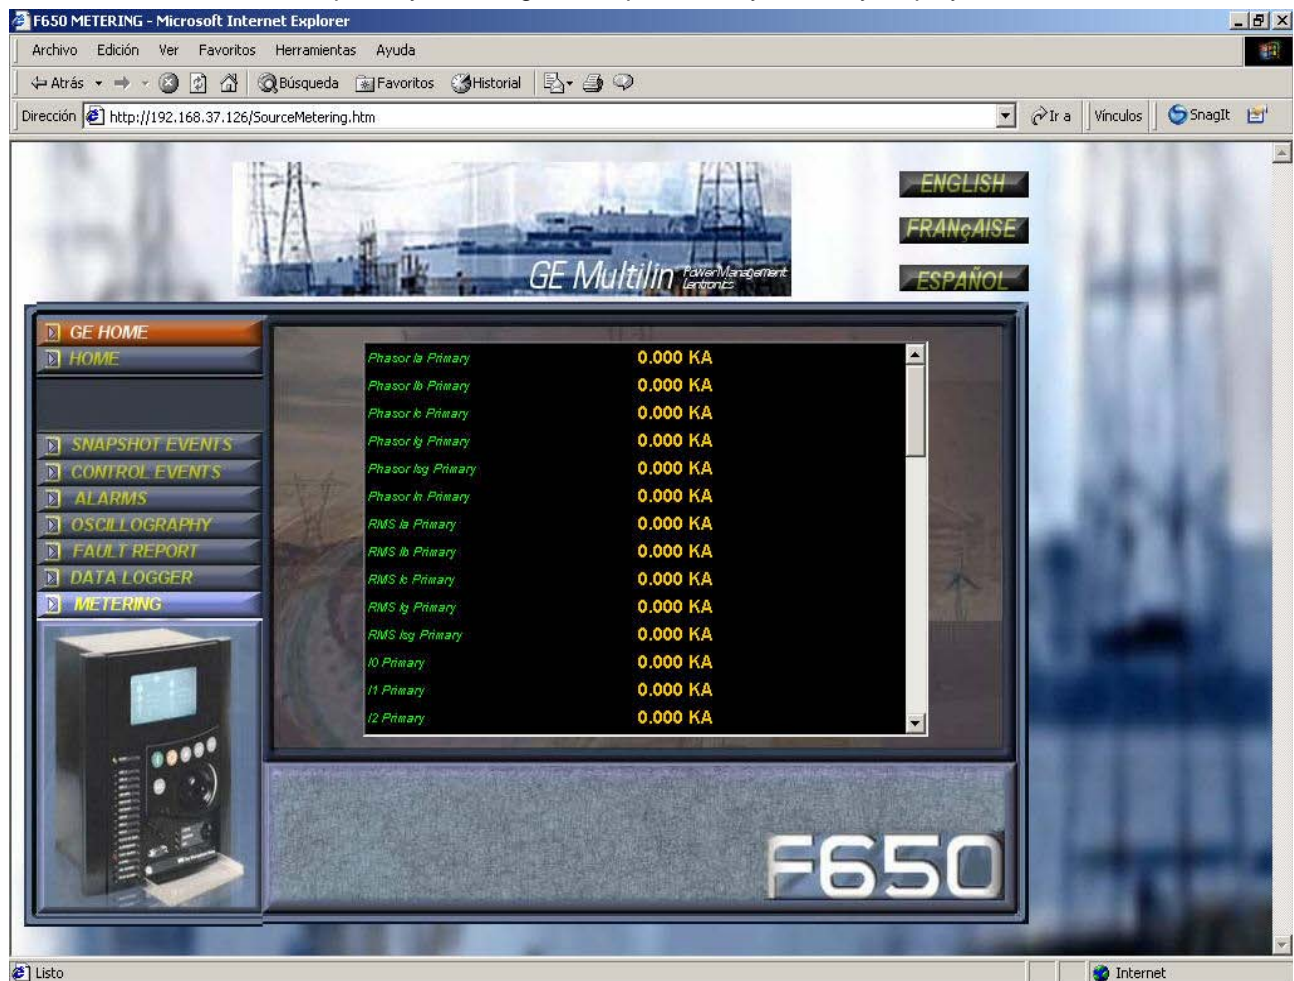 F650 METERING - Microsoft Internet Explorer
Archivo Edición Ver Favoritos Herramientas Ayuda
Atrás Búsqueda Favoritos Historial
Dirección http://192.168.37.126/SourceMetering.htm Ir a Vínculos SnagIt
ENGLISH
FRANçAISE
GE Multilin PowerManagement
Lentronics
ESPAÑOL
GE HOME
HOME
SNAPSHOT EVENTS
CONTROL EVENTS
ALARMS
OSCILLOGRAPHY
FAULT REPORT
DATA LOGGER
METERING
Phasor Ia Primary 0.000 KA
Phasor Ib Primary 0.000 KA
Phasor Ic Primary 0.000 KA
Phasor Ig Primary 0.000 KA
Phasor Isg Primary 0.000 KA
Phasor In Primary 0.000 KA
RMS Ia Primary 0.000 KA
RMS Ib Primary 0.000 KA
RMS Ic Primary 0.000 KA
RMS Ig Primary 0.000 KA
RMS Isg Primary 0.000 KA
I0 Primary 0.000 KA
I1 Primary 0.000 KA
I2 Primary 0.000 KA
F650
Listo Internet